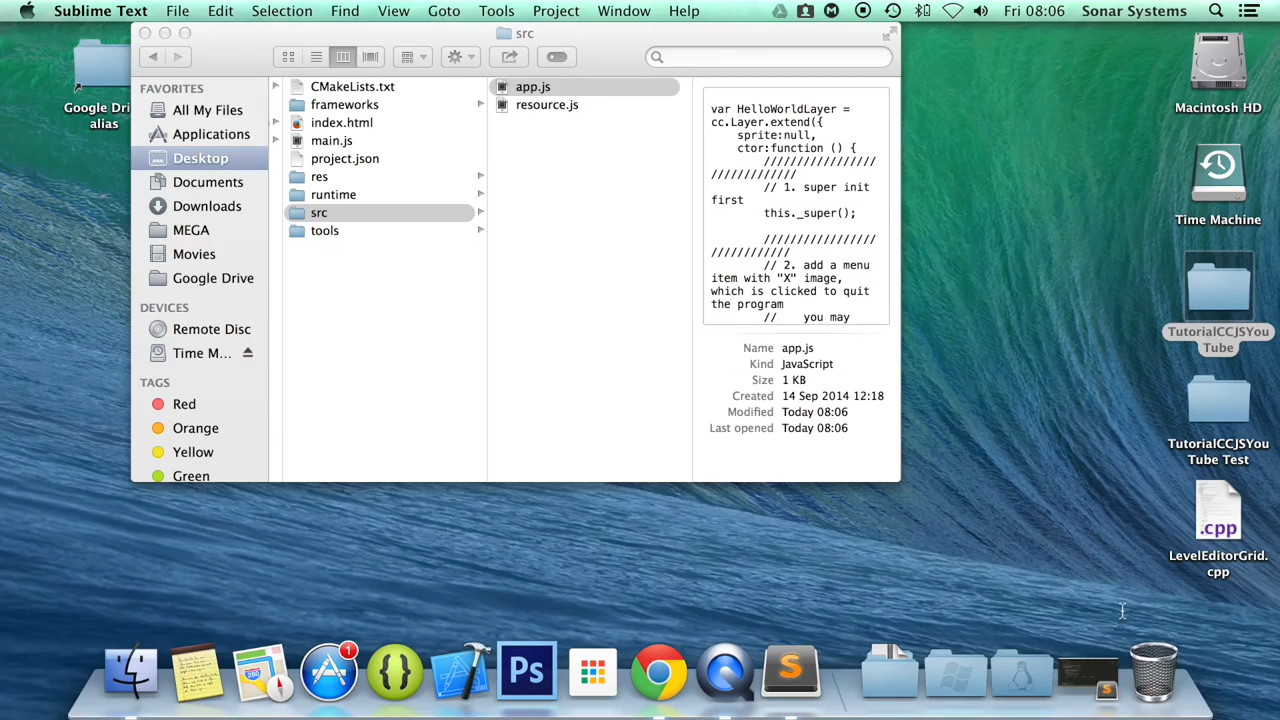 Sublime Text File Edit Selection Find View Goto Tools Project Window Help Fri 08:06 Sonar Systems
src
FAVORITES
All My Files
Applications
Desktop
Documents
Downloads
MEGA
Movies
Google Drive
DEVICES
Remote Disc
Time M...
TAGS
Red
Orange
Yellow
Green
CMakeLists.txt
frameworks
index.html
main.js
project.json
res
runtime
src
tools
app.js
resource.js
var HelloWorldLayer =
cc.Layer.extend({
sprite:null,
ctor:function () {
/////////////////
/////////////
// 1. super init
first
this._super();
/////////////////
////////////
// 2. add a menu
item with "X" image,
which is clicked to quit
the program
// you may
Name app.js
Kind JavaScript
Size 1 KB
Created 14 Sep 2014 12:18
Modified Today 08:06
Last opened Today 08:06
Google Dri
alias
Macintosh HD
Time Machine
TutorialCCJSYou
Tube
TutorialCCJSYou
Tube Test
.cpp
LevelEditorGrid.
cpp
280
1
{}
Ps
S
S